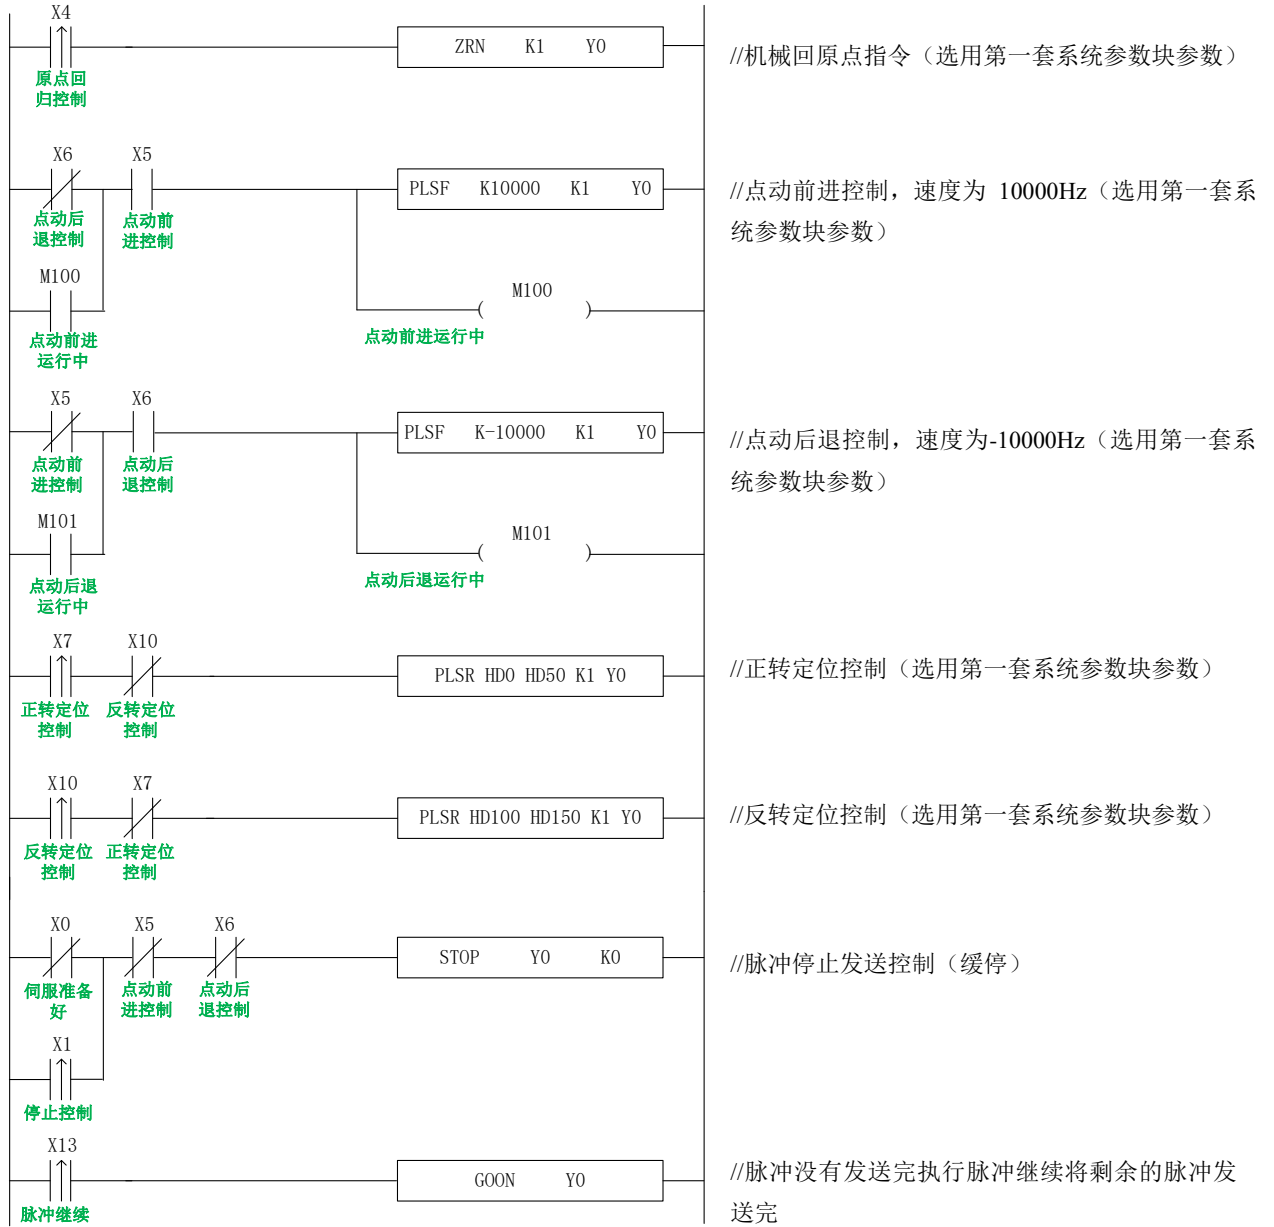 X4
ZRN K1 Y0
//机械回原点指令（选用第一套系统参数块参数）
原点回
归控制
X6 X5
PLSF K10000 K1 Y0
//点动前进控制，速度为 10000Hz（选用第一套系
统参数块参数）
点动后
退控制
点动前
进控制
M100
M100
( )
点动前进
运行中
点动前进运行中
X5 X6
PLSF K-10000 K1 Y0
//点动后退控制，速度为-10000Hz（选用第一套系
统参数块参数）
点动前
进控制
点动后
退控制
M101
M101
( )
点动后退
运行中
点动后退运行中
X7 X10
PLSR HD0 HD50 K1 Y0
//正转定位控制（选用第一套系统参数块参数）
正转定位
控制
反转定位
控制
X10 X7
PLSR HD100 HD150 K1 Y0
//反转定位控制（选用第一套系统参数块参数）
反转定位
控制
正转定位
控制
X0 X5 X6
STOP Y0 K0
//脉冲停止发送控制（缓停）
伺服准备
好
点动前
进控制
点动后
退控制
X1
停止控制
X13
GOON Y0
//脉冲没有发送完执行脉冲继续将剩余的脉冲发
送完
脉冲继续